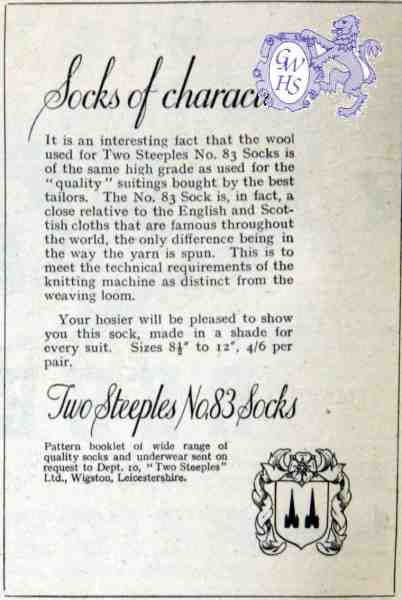 GW
HS
Socks of charac
It is an interesting fact that the wool
used for Two Steeples No. 83 Socks is
of the same high grade as used for the
"quality" suitings bought by the best
tailors. The No. 83 Sock is, in fact, a
close relative to the English and Scot-
tish cloths that are famous throughout
the world, the only difference being in
the way the yarn is spun. This is to
meet the technical requirements of the
knitting machine as distinct from the
weaving loom.
Your hosier will be pleased to show
you this sock, made in a shade for
every suit. Sizes 8½" to 12", 4/6 per
pair.
Two Steeples No.83 Socks
Pattern booklet of wide range of
quality socks and underwear sent on
request to Dept. 10, "Two Steeples"
Ltd., Wigston, Leicestershire.